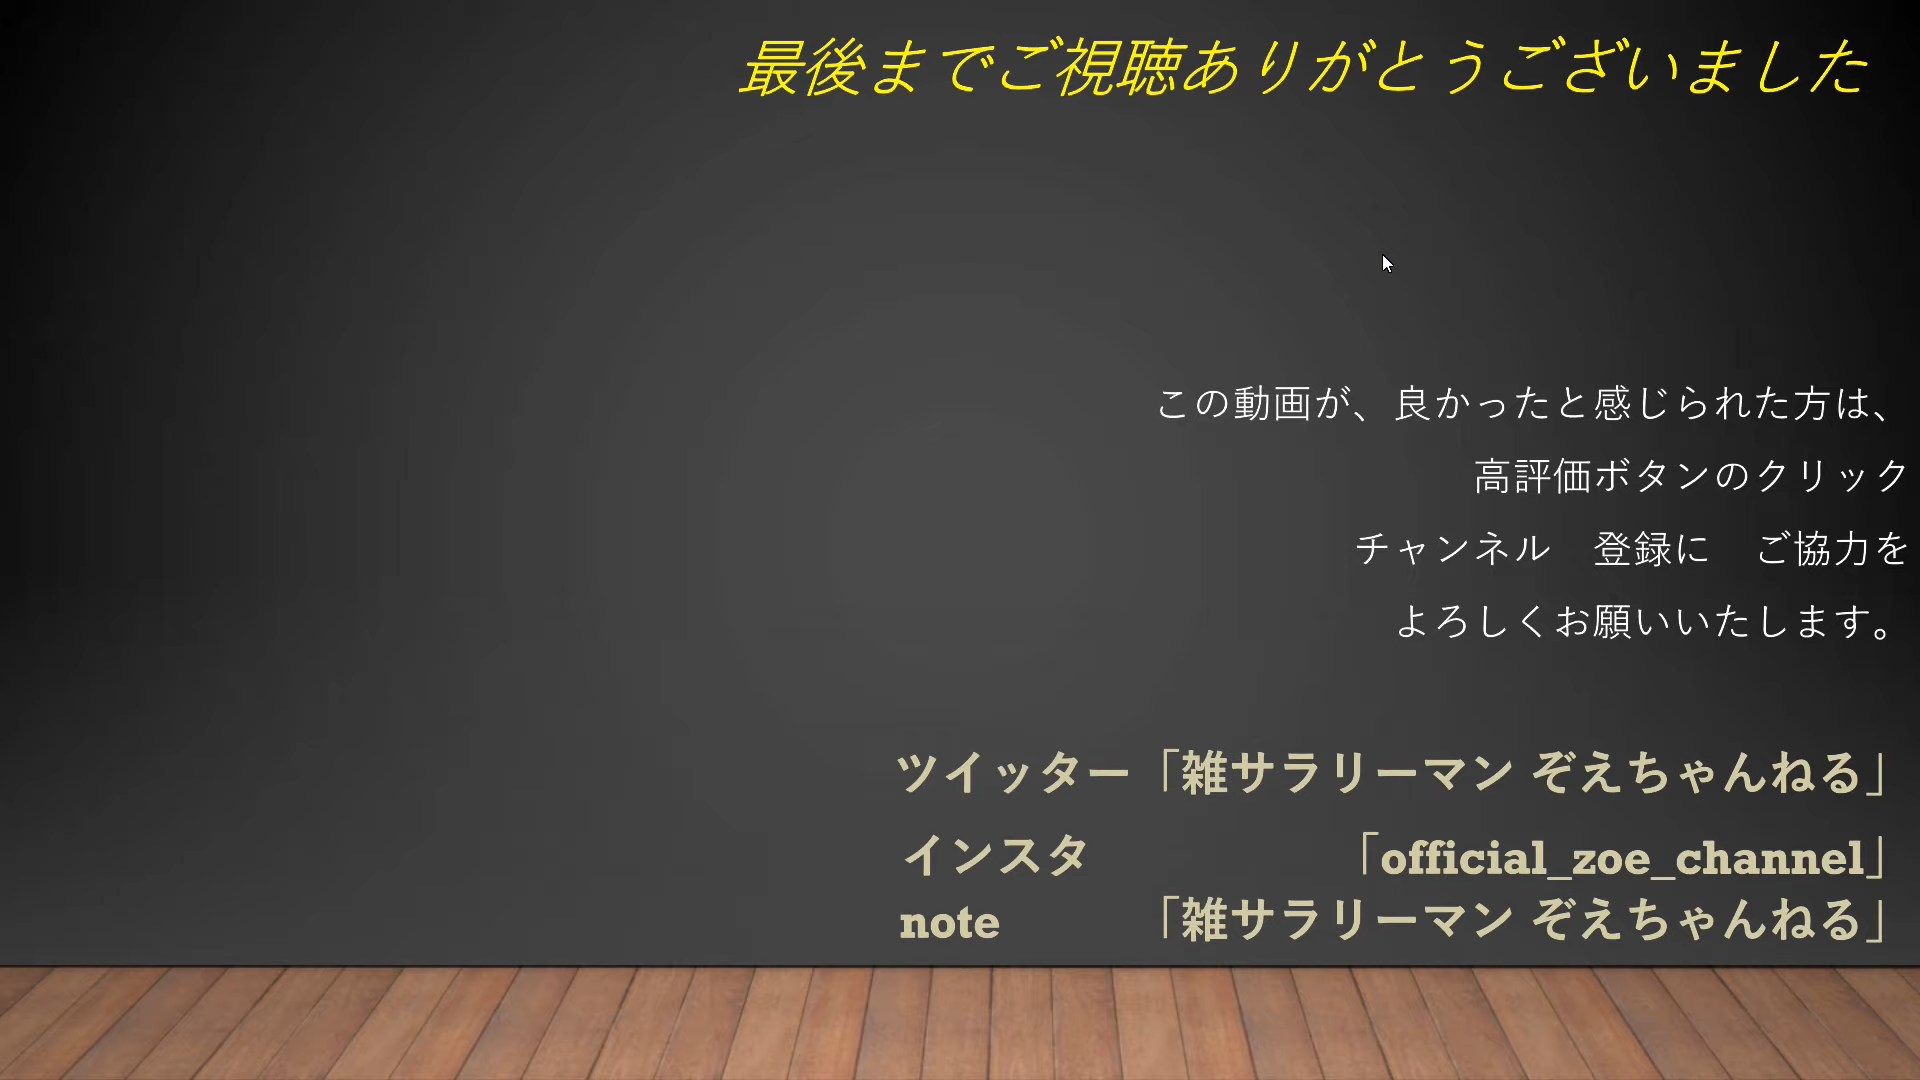 最後までご視聴ありがとうございました
この動画が、良かったと感じられた方は、
高評価ボタンのクリック
チャンネル　登録に　ご協力を
よろしくお願いいたします。
ツイッター「雑サラリーマン ぞえちゃんねる」
インスタ　　　　　「official_zoe_channel」
note　　　「雑サラリーマン ぞえちゃんねる」